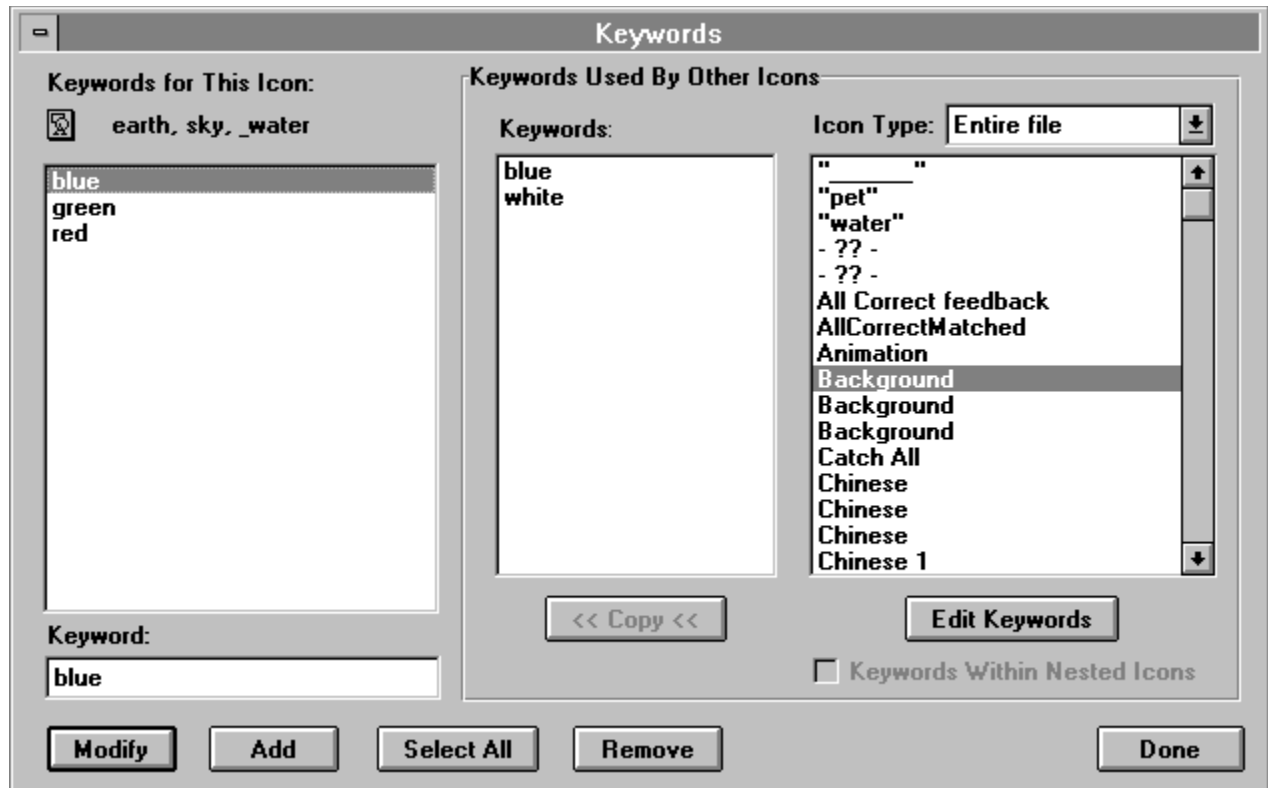 Keywords
Keywords for This Icon:
earth, sky, _water
blue
green
red
Keyword:
blue
Keywords Used By Other Icons
Keywords:
blue
white
<< Copy <<
Icon Type: Entire file
"______"
"pet"
"water"
- ?? -
- ?? -
All Correct feedback
AllCorrectMatched
Animation
Background
Background
Background
Catch All
Chinese
Chinese
Chinese
Chinese 1
Edit Keywords
Keywords Within Nested Icons
Modify Add Select All Remove Done